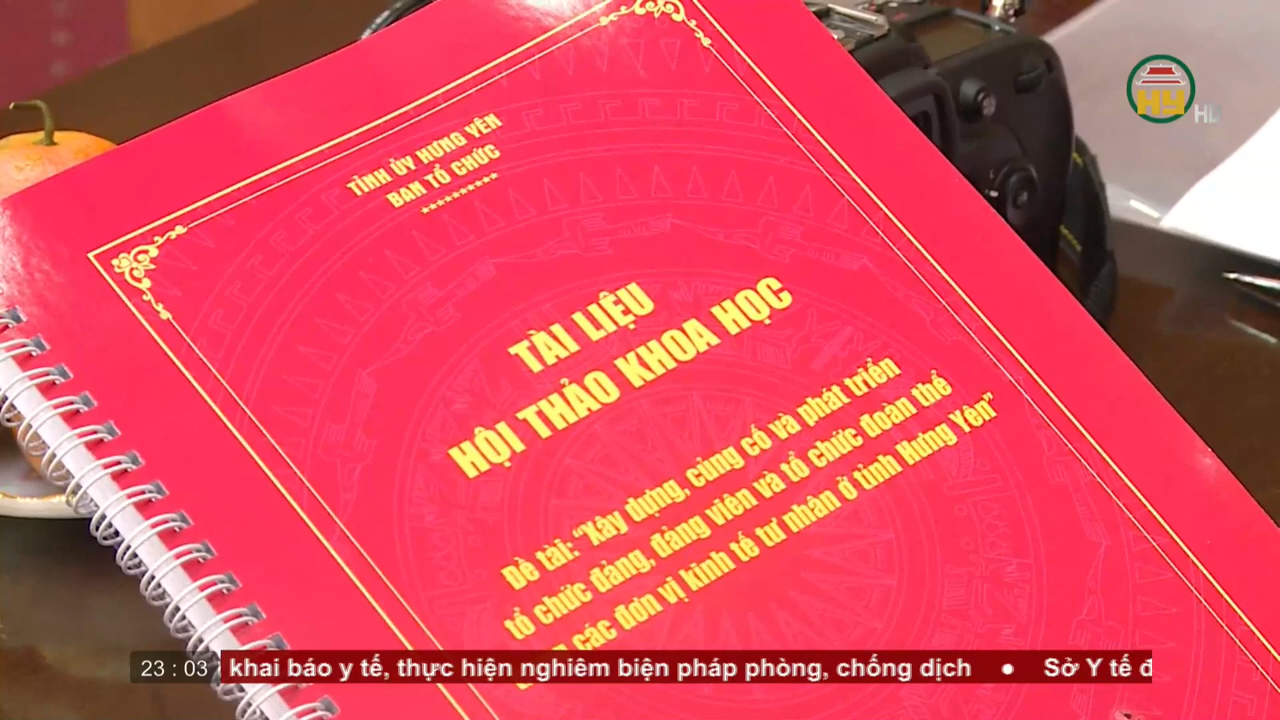 HY HD
TỈNH ỦY HƯNG YÊN
BAN TỔ CHỨC
**********
TÀI LIỆU
HỘI THẢO KHOA HỌC
Đề tài: “Xây dựng, củng cố và phát triển
tổ chức đảng, đảng viên và tổ chức đoàn thể
các đơn vị kinh tế tư nhân ở tỉnh Hưng Yên”
23 : 03 khai báo y tế, thực hiện nghiêm biện pháp phòng, chống dịch ● Sở Y tế đ